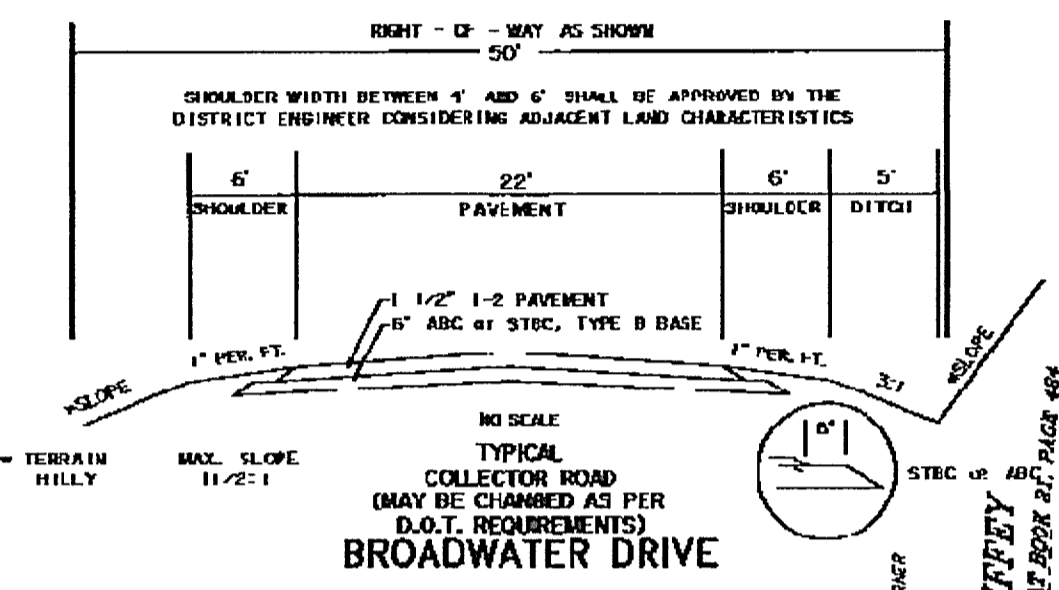 RIGHT - OF - WAY AS SHOWN
50'
SHOULDER WIDTH BETWEEN 4' AND 6' SHALL BE APPROVED BY THE
DISTRICT ENGINEER CONSIDERING ADJACENT LAND CHARACTERISTICS
6' 22' 6' 5'
SHOULDER PAVEMENT SHOULDER DITCH
1 1/2" I-2 PAVEMENT
6" ABC or STBC, TYPE B BASE
1" PER. FT. 1" PER. FT.
*SLOPE 3:1 *SLOPE
NO SCALE
* TERRAIN MAX. SLOPE
HILLY 1 1/2:1
TYPICAL
COLLECTOR ROAD
(MAY BE CHANGED AS PER
D.O.T. REQUIREMENTS)
BROADWATER DRIVE
STBC or ABC
PAGE 484